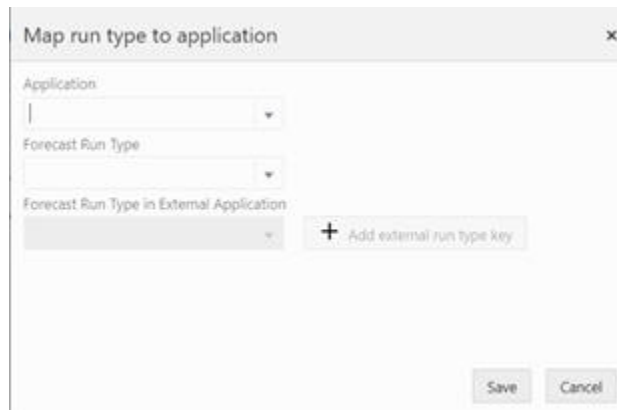 Map run type to application
Application
Forecast Run Type
Forecast Run Type in External Application
Add external run type key
Save
Cancel